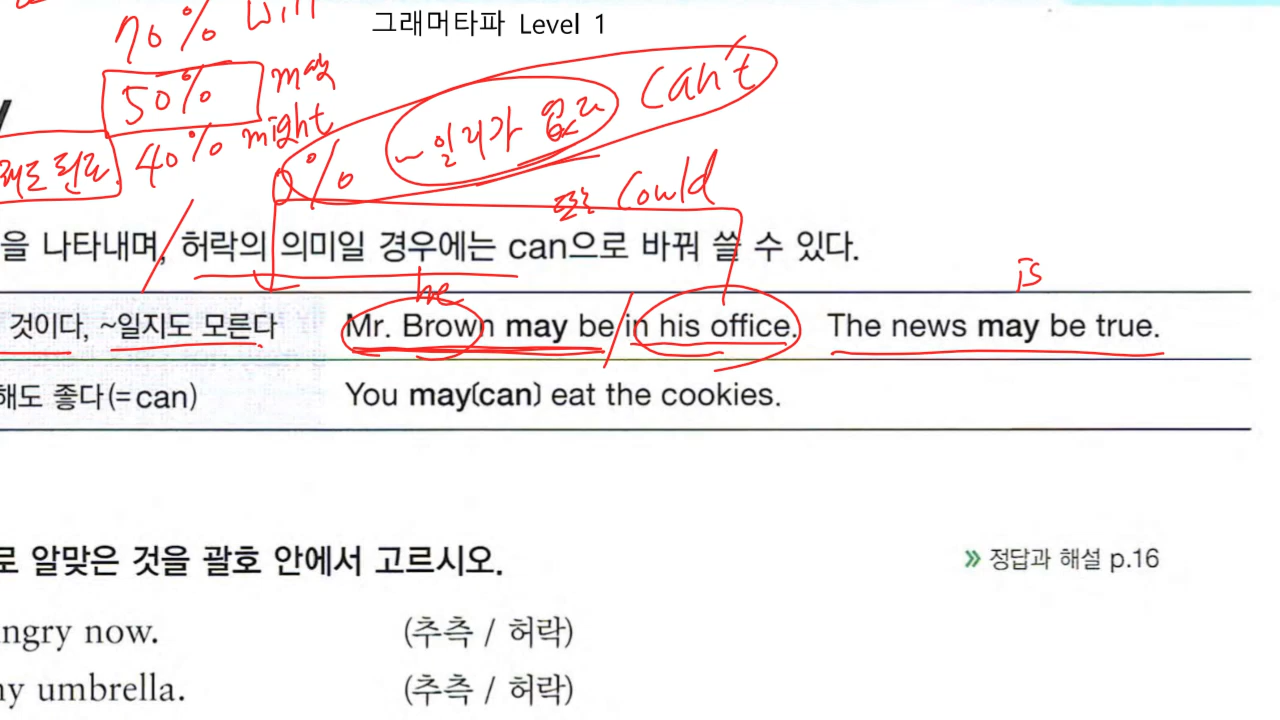 70% will
그래머타파 Level 1
50% may
40% might
0% ~일리가 없다 can't
또는 could
을 나타내며, 허락의 의미일 경우에는 can으로 바꿔 쓸 수 있다.
he
is
것이다, ~일지도 모른다 Mr. Brown may be in his office. The news may be true.
해도 좋다(=can) You may(can) eat the cookies.
로 알맞은 것을 괄호 안에서 고르시오.
» 정답과 해설 p.16
ngry now. (추측 / 허락)
ny umbrella. (추측 / 허락)